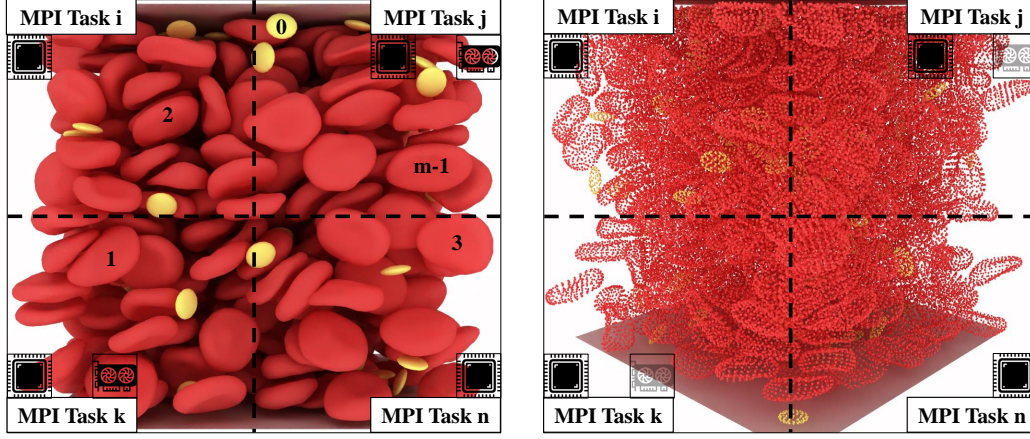 MPI Task i
MPI Task j
0
2
m-1
1
3
MPI Task k
MPI Task n
MPI Task i
MPI Task j
MPI Task k
MPI Task n